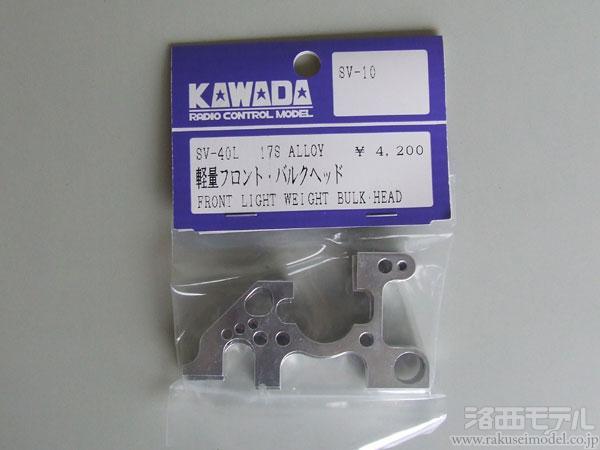 KAWADA
RADIO CONTROL MODEL
SV-10
SV-40L 17S ALLOY ¥ 4,200
軽量フロント・バルクヘッド
FRONT LIGHT WEIGHT BULK·HEAD
洛西モデル
www.rakuseimodel.co.jp